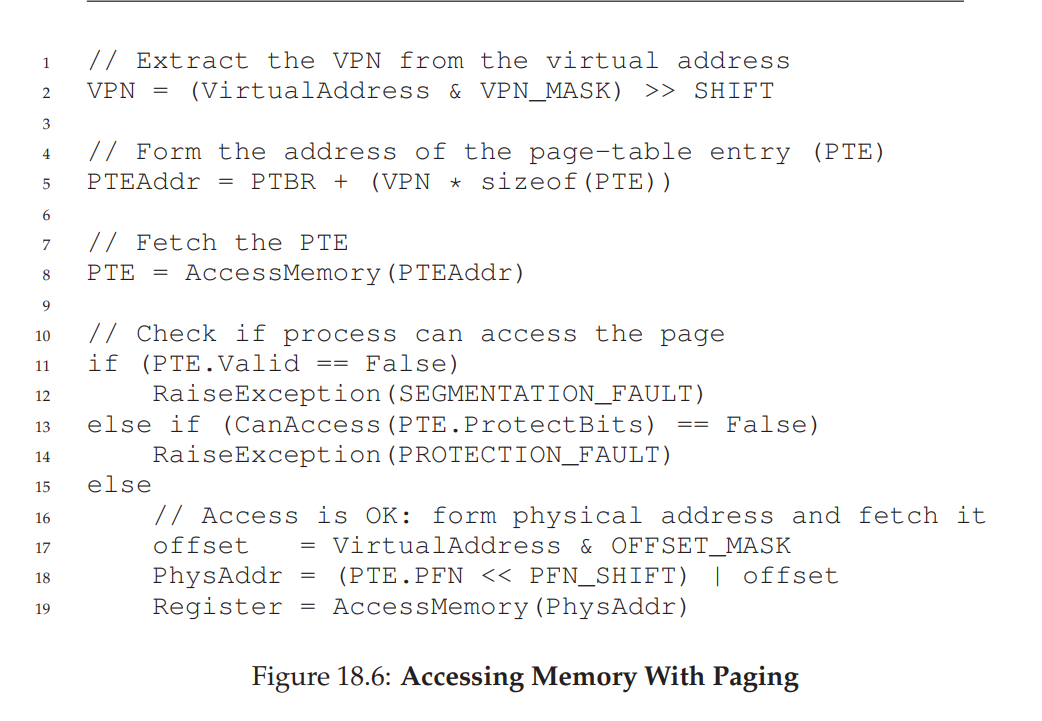 1 // Extract the VPN from the virtual address
2 VPN = (VirtualAddress & VPN_MASK) >> SHIFT
3
4 // Form the address of the page-table entry (PTE)
5 PTEAddr = PTBR + (VPN * sizeof(PTE))
6
7 // Fetch the PTE
8 PTE = AccessMemory(PTEAddr)
9
10 // Check if process can access the page
11 if (PTE.Valid == False)
12     RaiseException(SEGMENTATION_FAULT)
13 else if (CanAccess(PTE.ProtectBits) == False)
14     RaiseException(PROTECTION_FAULT)
15 else
16     // Access is OK: form physical address and fetch it
17     offset   = VirtualAddress & OFFSET_MASK
18     PhysAddr = (PTE.PFN << PFN_SHIFT) | offset
19     Register = AccessMemory(PhysAddr)
Figure 18.6: Accessing Memory With Paging